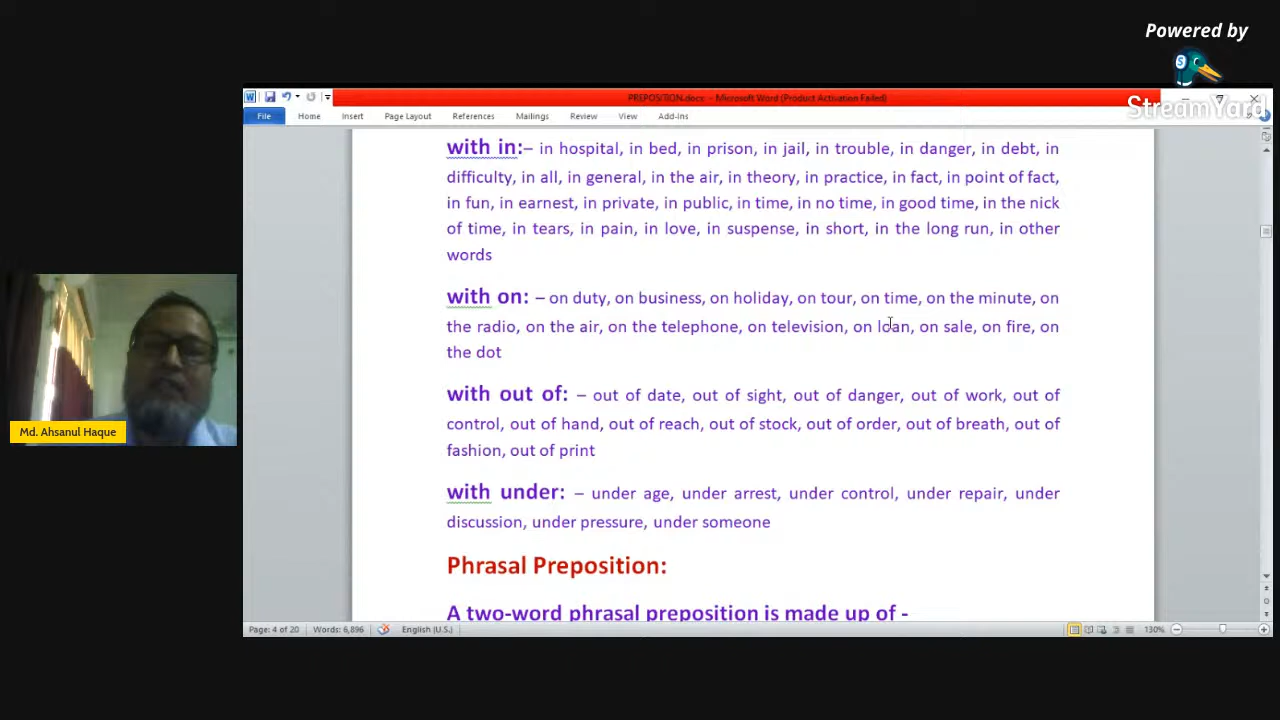 Powered by
StreamYard
PREPOSITION.docx - Microsoft Word (Product Activation Failed)
File Home Insert Page Layout References Mailings Review View Add-Ins
with in:– in hospital, in bed, in prison, in jail, in trouble, in danger, in debt, in
difficulty, in all, in general, in the air, in theory, in practice, in fact, in point of fact,
in fun, in earnest, in private, in public, in time, in no time, in good time, in the nick
of time, in tears, in pain, in love, in suspense, in short, in the long run, in other
words
with on: – on duty, on business, on holiday, on tour, on time, on the minute, on
the radio, on the air, on the telephone, on television, on loan, on sale, on fire, on
the dot
with out of: – out of date, out of sight, out of danger, out of work, out of
control, out of hand, out of reach, out of stock, out of order, out of breath, out of
fashion, out of print
with under: – under age, under arrest, under control, under repair, under
discussion, under pressure, under someone
Phrasal Preposition:
A two-word phrasal preposition is made up of -
Md. Ahsanul Haque
Page: 4 of 20 Words: 6,896 English (U.S.) 130%